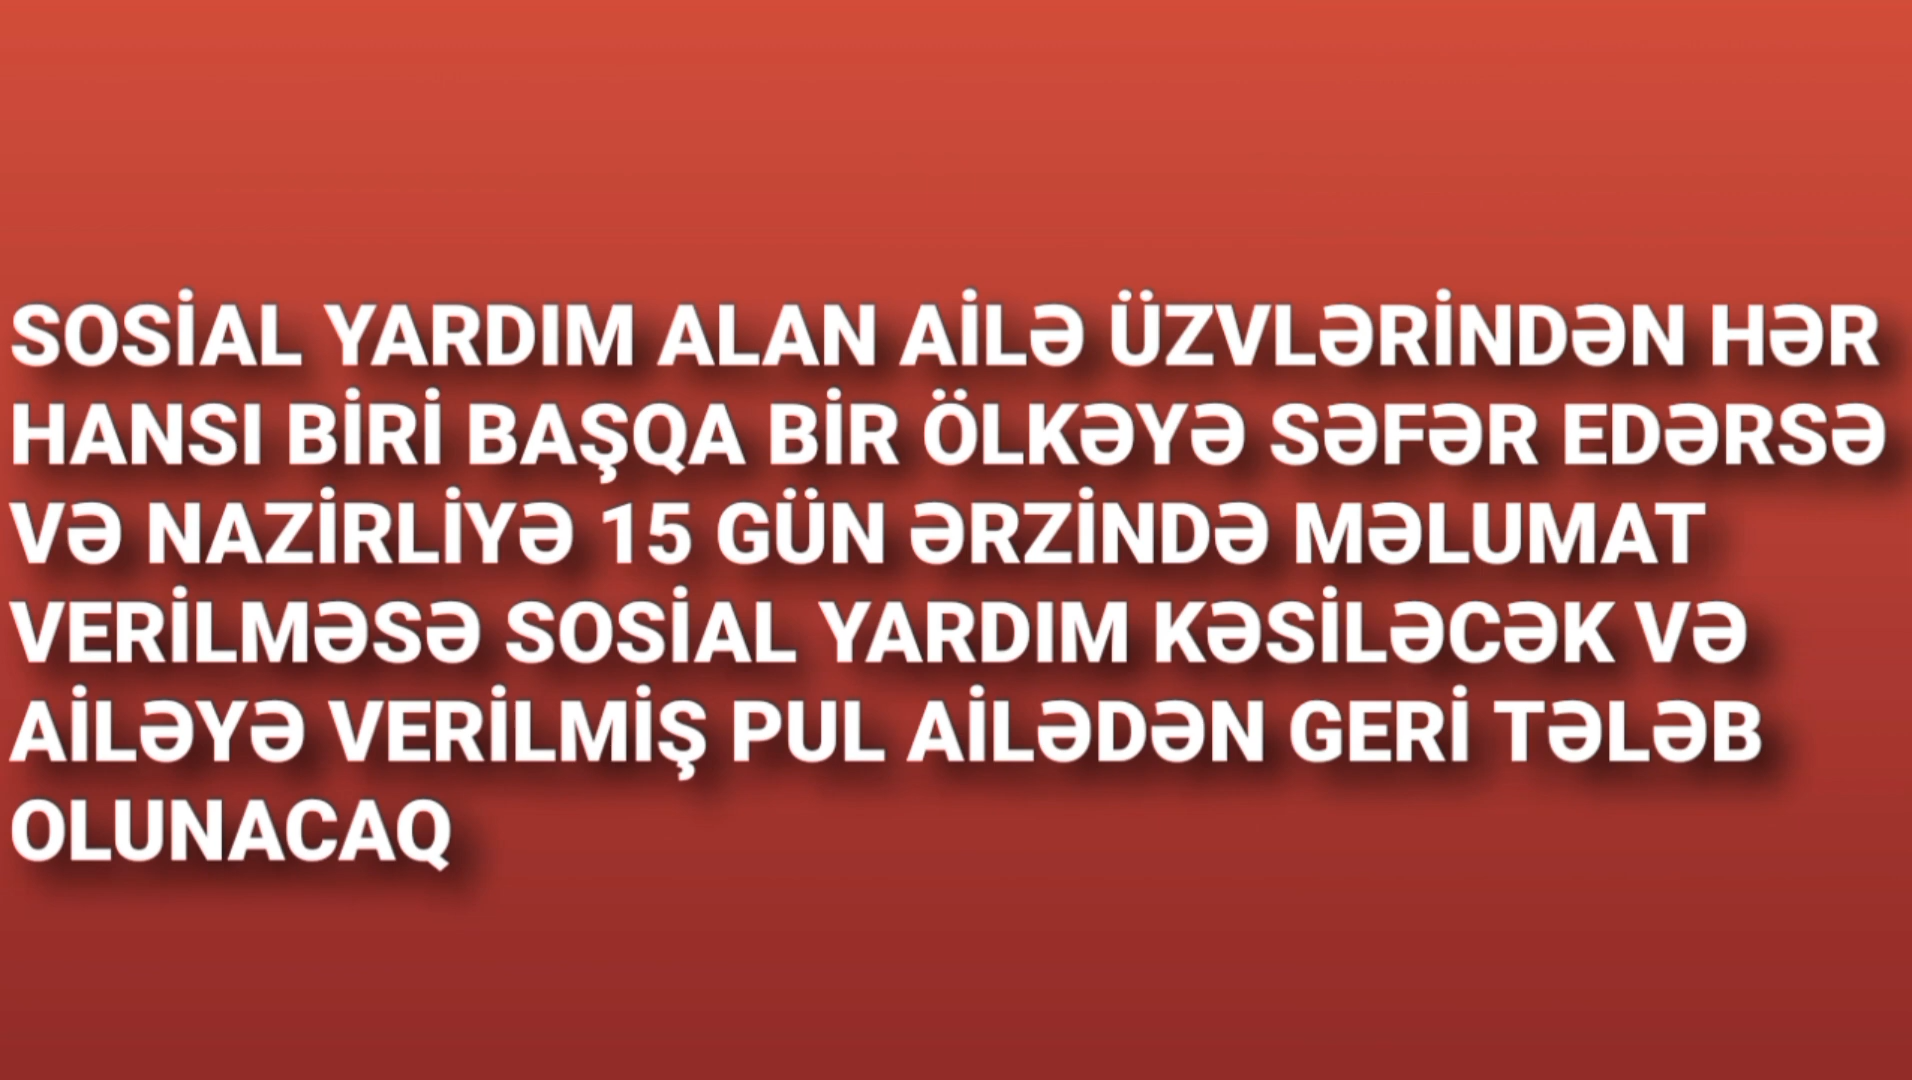 SOSİAL YARDIM ALAN AİLƏ ÜZVLƏRİNDƏN HƏR
HANSI BİRİ BAŞQA BİR ÖLKƏYƏ SƏFƏR EDƏRSƏ
VƏ NAZİRLİYƏ 15 GÜN ƏRZİNDƏ MƏLUMAT
VERİLMƏSƏ SOSİAL YARDIM KƏSİLƏCƏK VƏ
AİLƏYƏ VERİLMİŞ PUL AİLƏDƏN GERİ TƏLƏB
OLUNACAQ